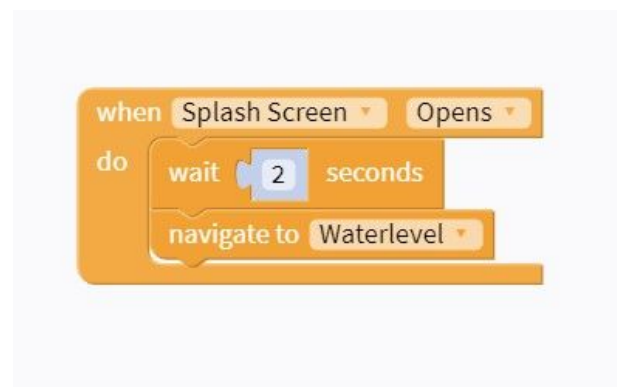 when Splash Screen Opens
do
wait 2 seconds
navigate to Waterlevel